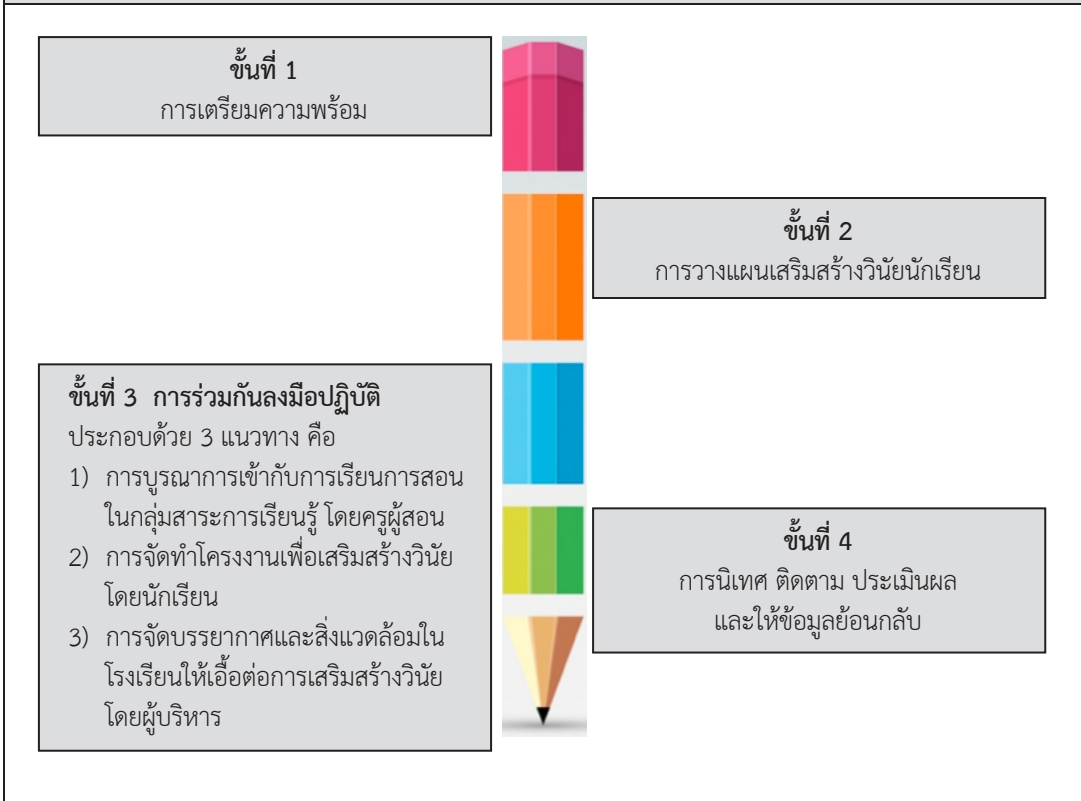 ขั้นที่ 1
การเตรียมความพร้อม
ขั้นที่ 2
การวางแผนเสริมสร้างวินัยนักเรียน
ขั้นที่ 3 การร่วมกันลงมือปฏิบัติ
ประกอบด้วย 3 แนวทาง คือ
1) การบูรณาการเข้ากับการเรียนการสอน
ในกลุ่มสาระการเรียนรู้ โดยครูผู้สอน
2) การจัดทำโครงงานเพื่อเสริมสร้างวินัย
โดยนักเรียน
3) การจัดบรรยากาศและสิ่งแวดล้อมใน
โรงเรียนให้เอื้อต่อการเสริมสร้างวินัย
โดยผู้บริหาร
ขั้นที่ 4
การนิเทศ ติดตาม ประเมินผล
และให้ข้อมูลย้อนกลับ